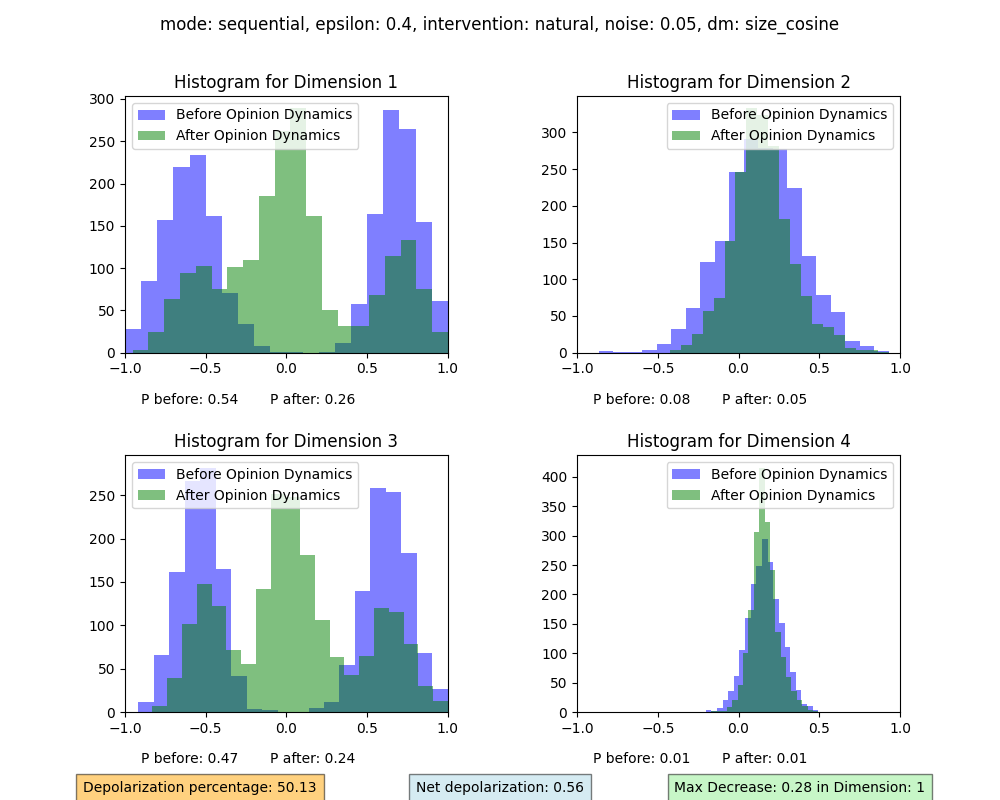 mode: sequential, epsilon: 0.4, intervention: natural, noise: 0.05, dm: size_cosine
Histogram for Dimension 1
Before Opinion Dynamics
After Opinion Dynamics
300
250
200
150
100
50
0
−1.0 −0.5 0.0 0.5 1.0
P before: 0.54 P after: 0.26
Histogram for Dimension 2
Before Opinion Dynamics
After Opinion Dynamics
300
250
200
150
100
50
0
−1.0 −0.5 0.0 0.5 1.0
P before: 0.08 P after: 0.05
Histogram for Dimension 3
Before Opinion Dynamics
After Opinion Dynamics
250
200
150
100
50
0
−1.0 −0.5 0.0 0.5 1.0
P before: 0.47 P after: 0.24
Histogram for Dimension 4
Before Opinion Dynamics
After Opinion Dynamics
400
350
300
250
200
150
100
50
0
−1.0 −0.5 0.0 0.5 1.0
P before: 0.01 P after: 0.01
Depolarization percentage: 50.13
Net depolarization: 0.56
Max Decrease: 0.28 in Dimension: 1